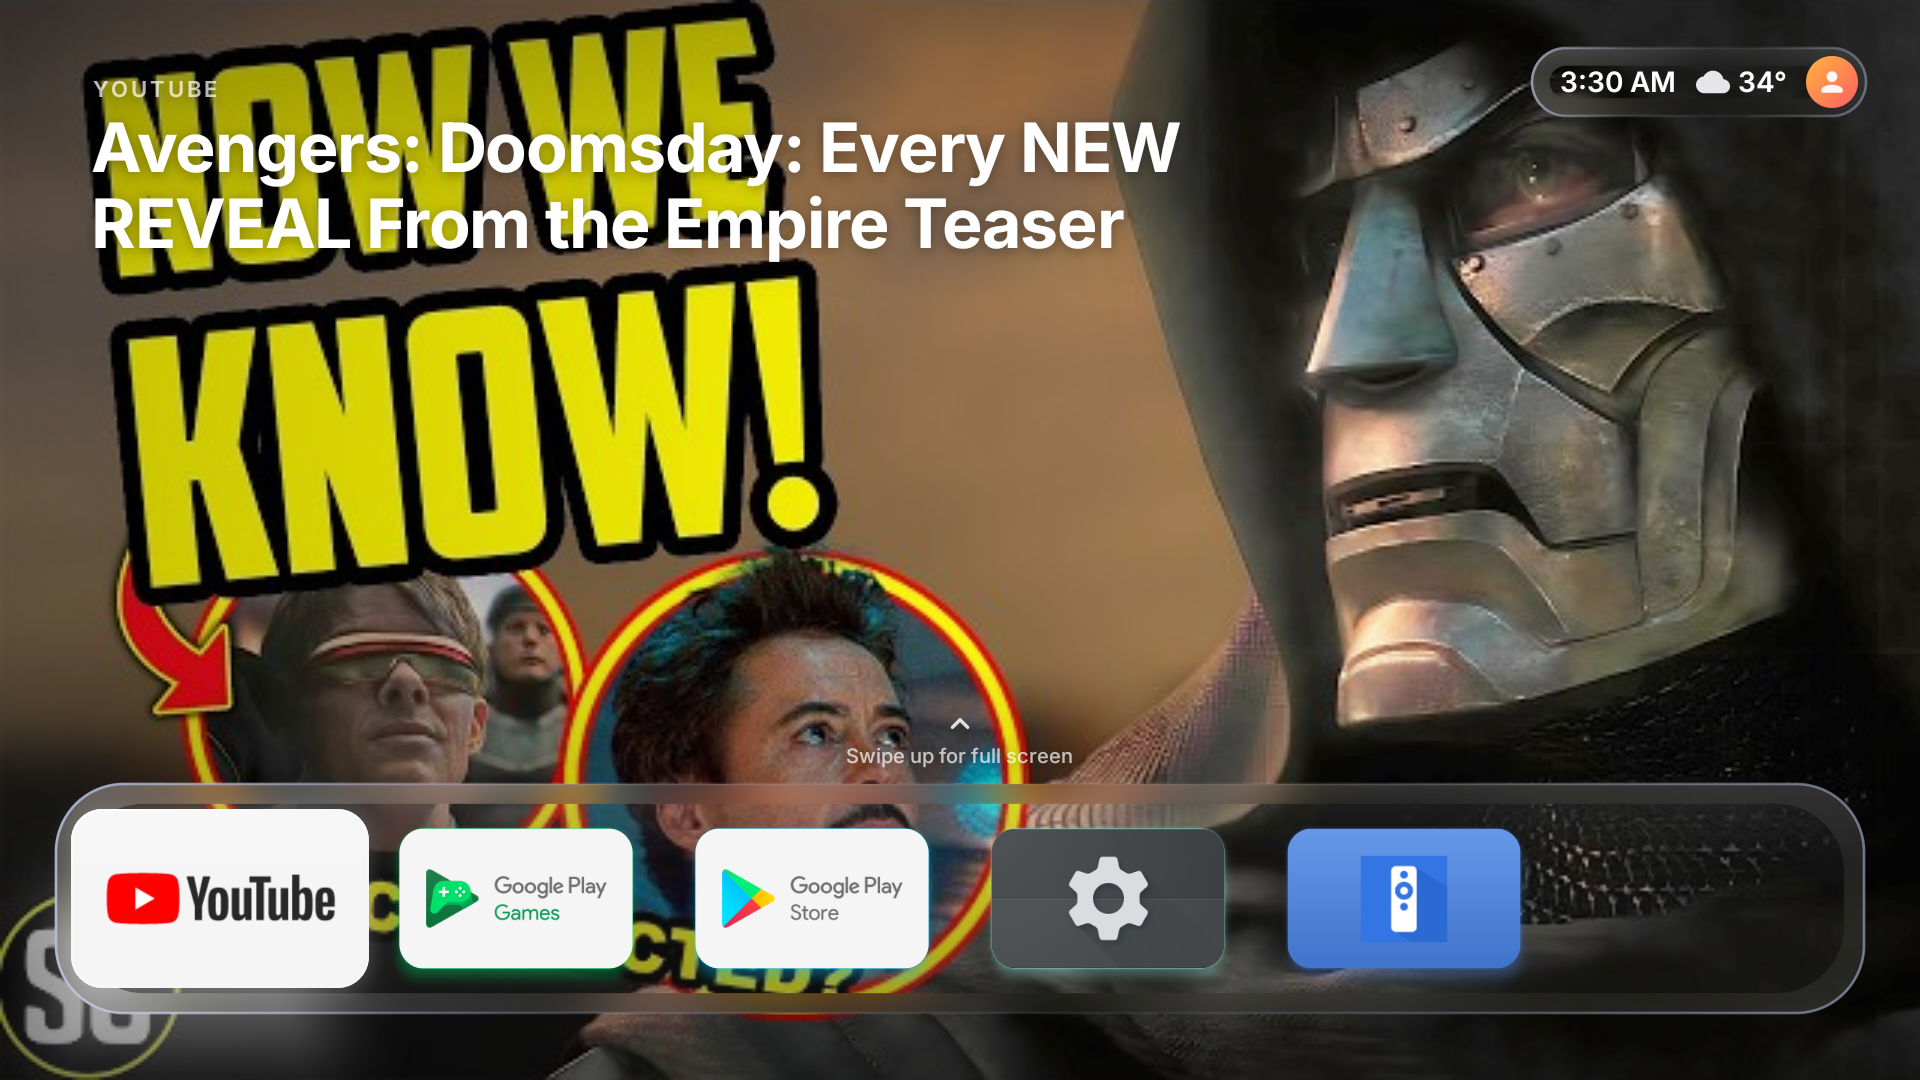 YOUTUBE
3:30 AM 34°
NOW WE
KNOW!
Avengers: Doomsday: Every NEW
REVEAL From the Empire Teaser
Swipe up for full screen
YouTube
Google Play
Games
Google Play
Store
CTED?